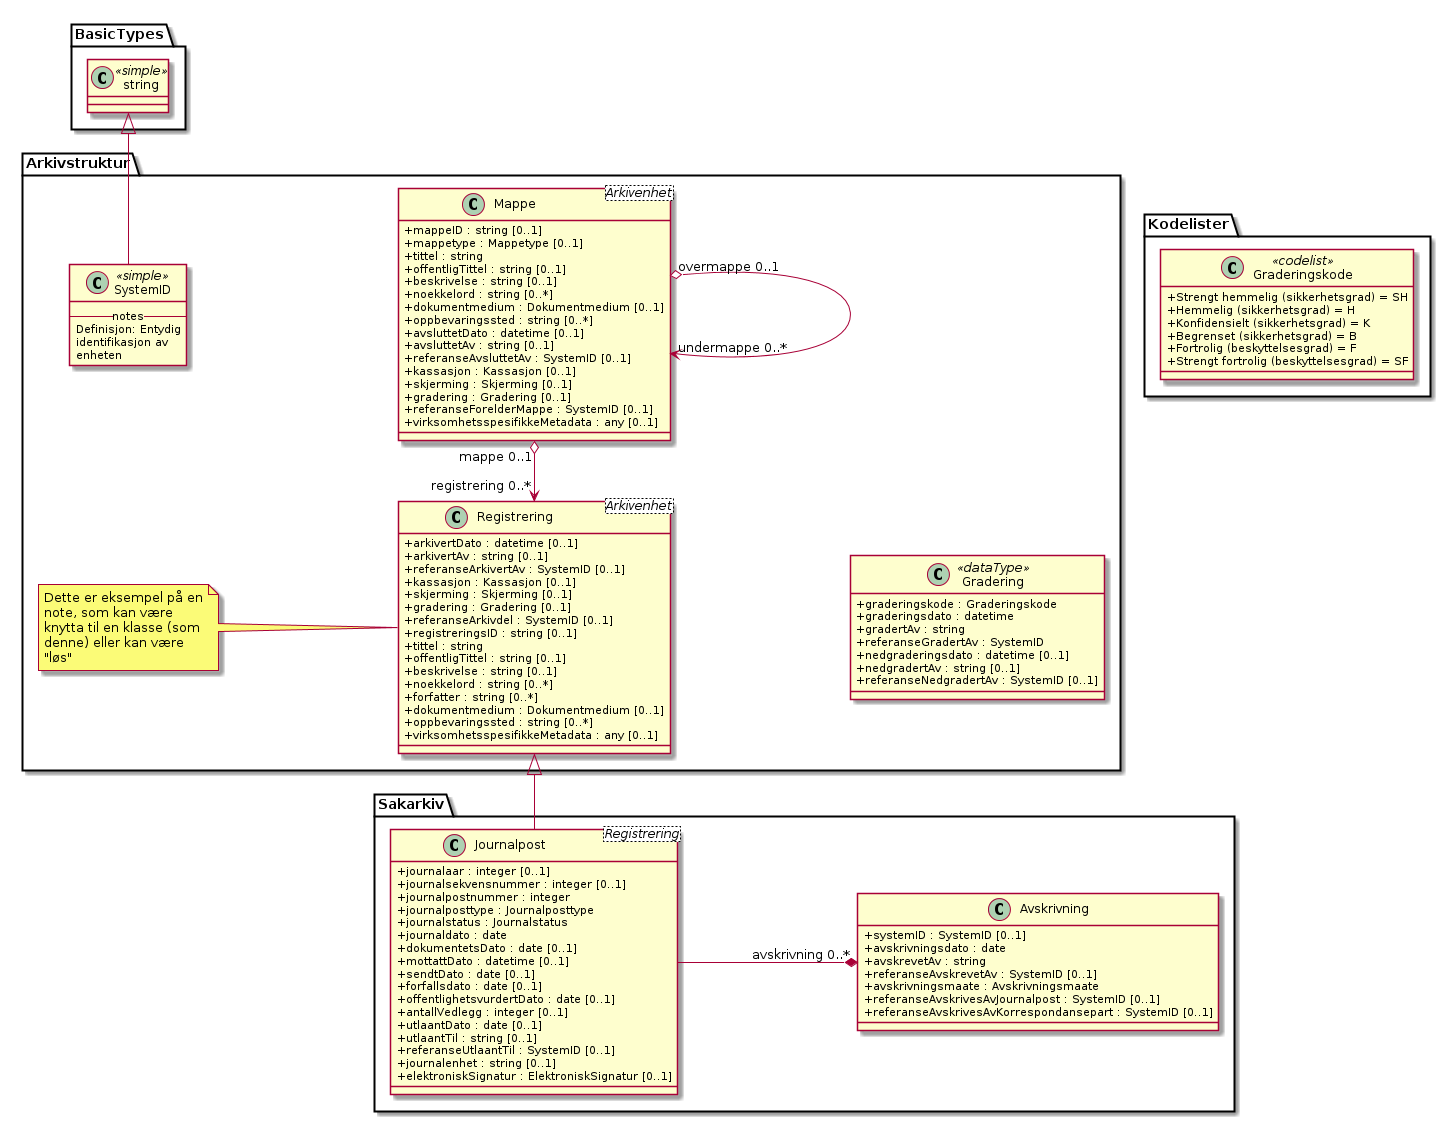 BasicTypes
C
«simple»
string
Arkivstruktur
C
«simple»
SystemID
notes
Definisjon: Entydig
identifikasjon av
enheten
Arkivenhet
C Mappe
+mappeID : string [0..1]
+mappetype : Mappetype [0..1]
+tittel : string
+offentligTittel : string [0..1]
+beskrivelse : string [0..1]
+noekkelord : string [0..*]
+dokumentmedium : Dokumentmedium [0..1]
+oppbevaringssted : string [0..*]
+avsluttetDato : datetime [0..1]
+avsluttetAv : string [0..1]
+referanseAvsluttetAv : SystemID [0..1]
+kassasjon : Kassasjon [0..1]
+skjerming : Skjerming [0..1]
+gradering : Gradering [0..1]
+referanseForelderMappe : SystemID [0..1]
+virksomhetsspesifikkeMetadata : any [0..1]
overmappe 0..1
undermappe 0..*
mappe 0..1
registrering 0..*
Arkivenhet
C Registrering
+arkivertDato : datetime [0..1]
+arkivertAv : string [0..1]
+referanseArkivertAv : SystemID [0..1]
+kassasjon : Kassasjon [0..1]
+skjerming : Skjerming [0..1]
+gradering : Gradering [0..1]
+referanseArkivdel : SystemID [0..1]
+registreringsID : string [0..1]
+tittel : string
+offentligTittel : string [0..1]
+beskrivelse : string [0..1]
+noekkelord : string [0..*]
+forfatter : string [0..*]
+dokumentmedium : Dokumentmedium [0..1]
+oppbevaringssted : string [0..*]
+virksomhetsspesifikkeMetadata : any [0..1]
Dette er eksempel på en
note, som kan være
knytta til en klasse (som
denne) eller kan være
"løs"
C
«dataType»
Gradering
+graderingskode : Graderingskode
+graderingsdato : datetime
+gradertAv : string
+referanseGradertAv : SystemID
+nedgraderingsdato : datetime [0..1]
+nedgradertAv : string [0..1]
+referanseNedgradertAv : SystemID [0..1]
Kodelister
C
«codelist»
Graderingskode
+Strengt hemmelig (sikkerhetsgrad) = SH
+Hemmelig (sikkerhetsgrad) = H
+Konfidensielt (sikkerhetsgrad) = K
+Begrenset (sikkerhetsgrad) = B
+Fortrolig (beskyttelsesgrad) = F
+Strengt fortrolig (beskyttelsesgrad) = SF
Sakarkiv
Registrering
C Journalpost
+journalaar : integer [0..1]
+journalsekvensnummer : integer [0..1]
+journalpostnummer : integer
+journalposttype : Journalposttype
+journalstatus : Journalstatus
+journaldato : date
+dokumentetsDato : date [0..1]
+mottattDato : datetime [0..1]
+sendtDato : date [0..1]
+forfallsdato : date [0..1]
+offentlighetsvurdertDato : date [0..1]
+antallVedlegg : integer [0..1]
+utlaantDato : date [0..1]
+utlaantTil : string [0..1]
+referanseUtlaantTil : SystemID [0..1]
+journalenhet : string [0..1]
+elektroniskSignatur : ElektroniskSignatur [0..1]
avskrivning 0..*
C Avskrivning
+systemID : SystemID [0..1]
+avskrivningsdato : date
+avskrevetAv : string
+referanseAvskrevetAv : SystemID [0..1]
+avskrivningsmaate : Avskrivningsmaate
+referanseAvskrivesAvJournalpost : SystemID [0..1]
+referanseAvskrivesAvKorrespondansepart : SystemID [0..1]